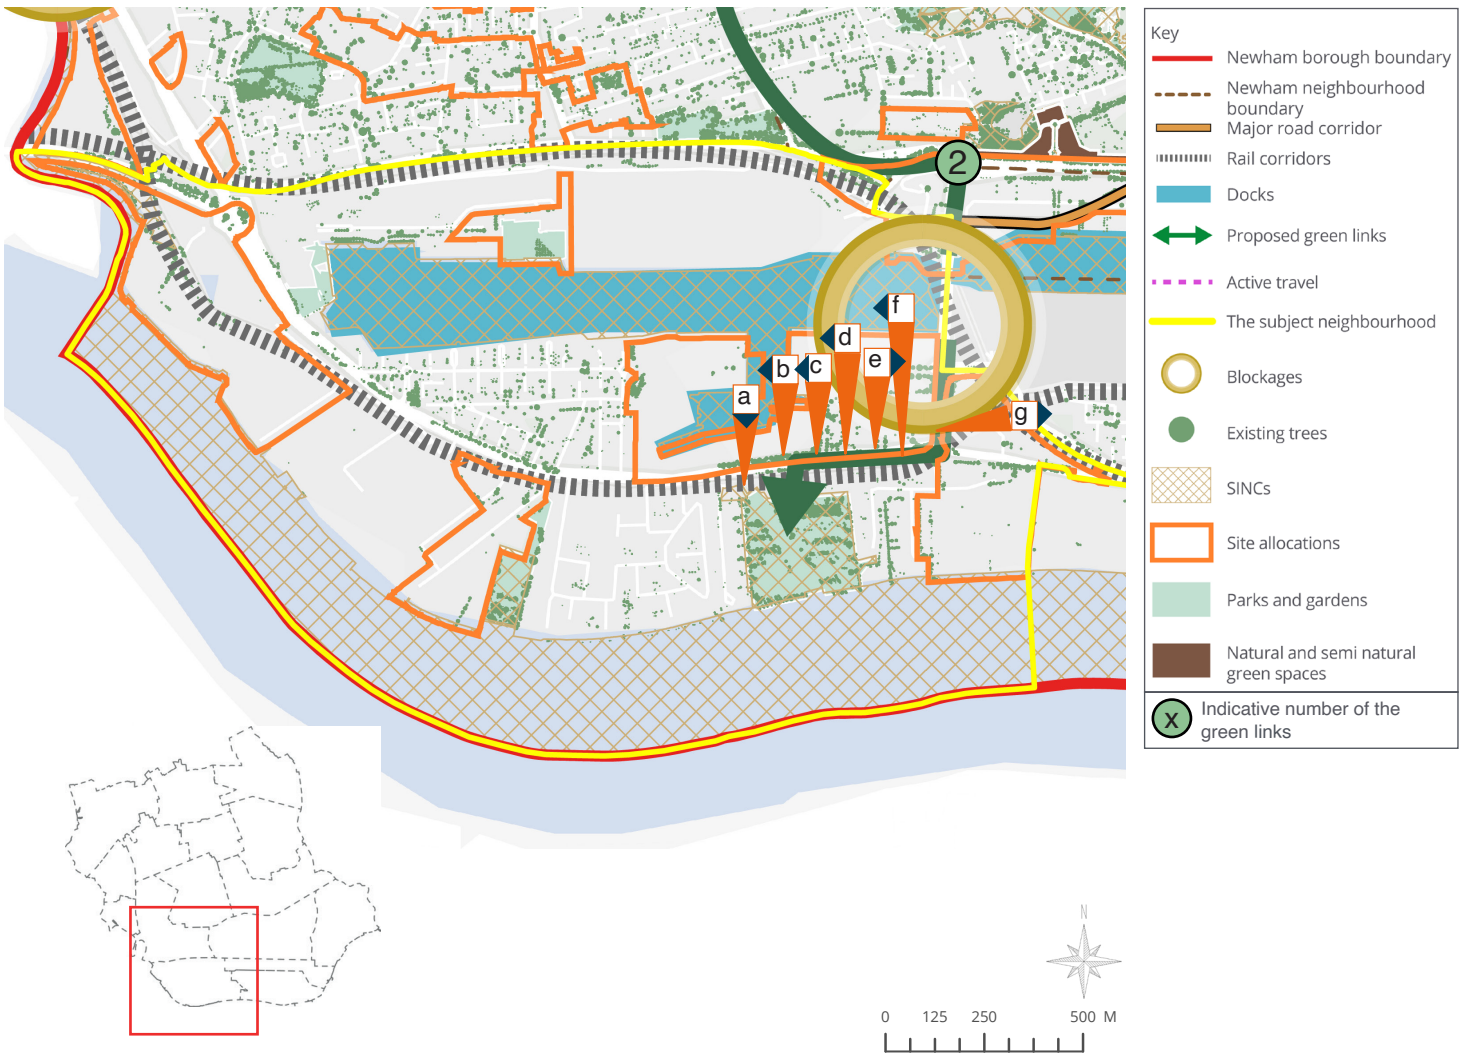 Key
Newham borough boundary
Newham neighbourhood
boundary
Major road corridor
Rail corridors
Docks
Proposed green links
Active travel
The subject neighbourhood
Blockages
Existing trees
SINCs
Site allocations
Parks and gardens
Natural and semi natural
green spaces
X
Indicative number of the
green links
2
f
d
e
b
c
a
g
N
0 125 250 500 M